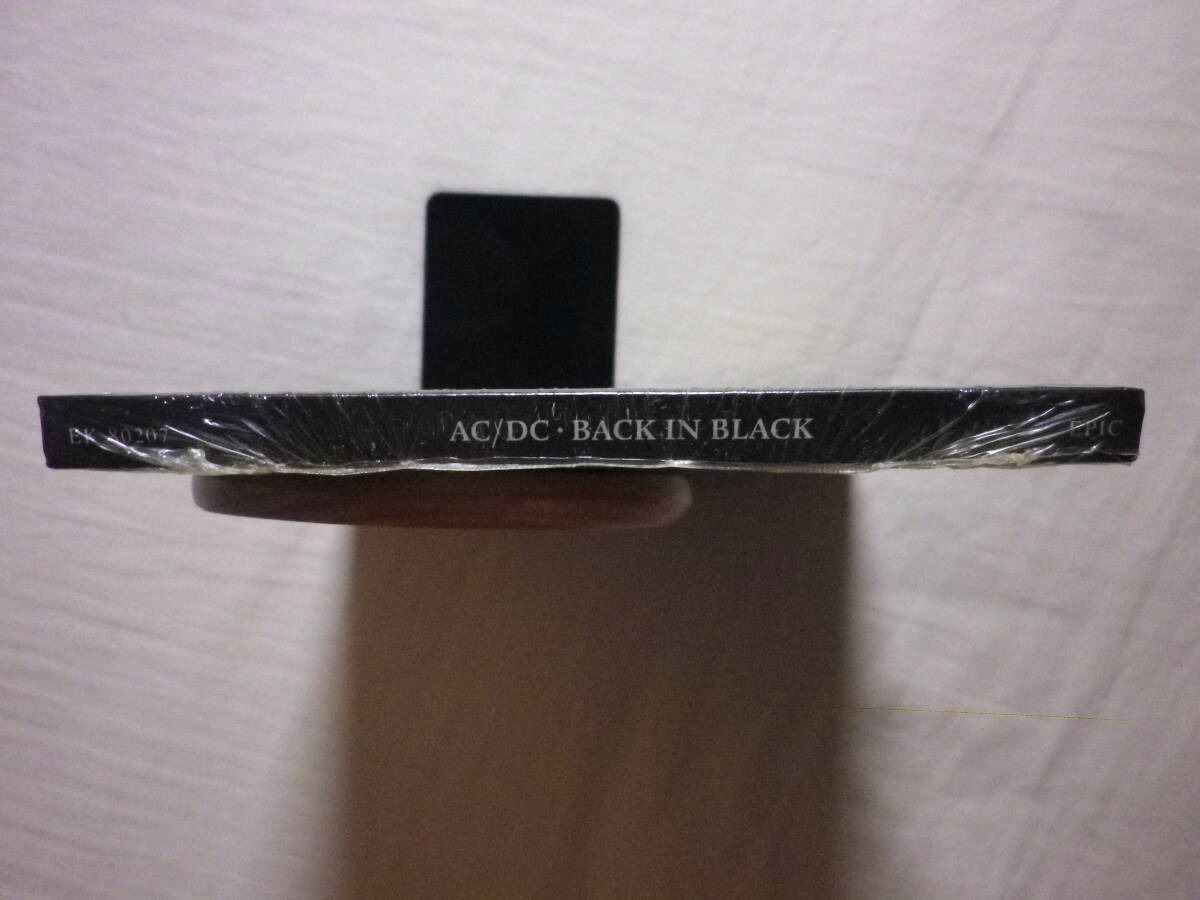 EK 80207
AC/DC · BACK IN BLACK
EPIC